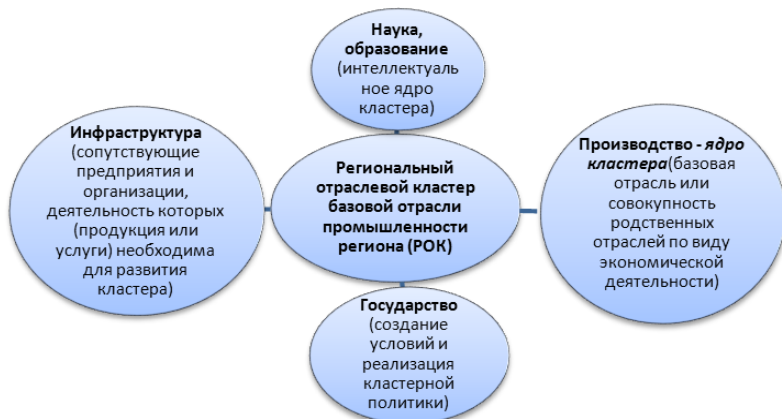 Наука,
образование
(интеллектуаль
ное ядро
кластера)
Инфраструктура
(сопутствующие
предприятия и
организации,
деятельность которых
(продукция или
услуги) необходима
для развития
кластера)
Региональный
отраслевой кластер
базовой отрасли
промышленности
региона (РОК)
Производство - ядро
кластера(базовая
отрасль или
совокупность
родственных
отраслей по виду
экономической
деятельности)
Государство
(создание
условий и
реализация
кластерной
политики)